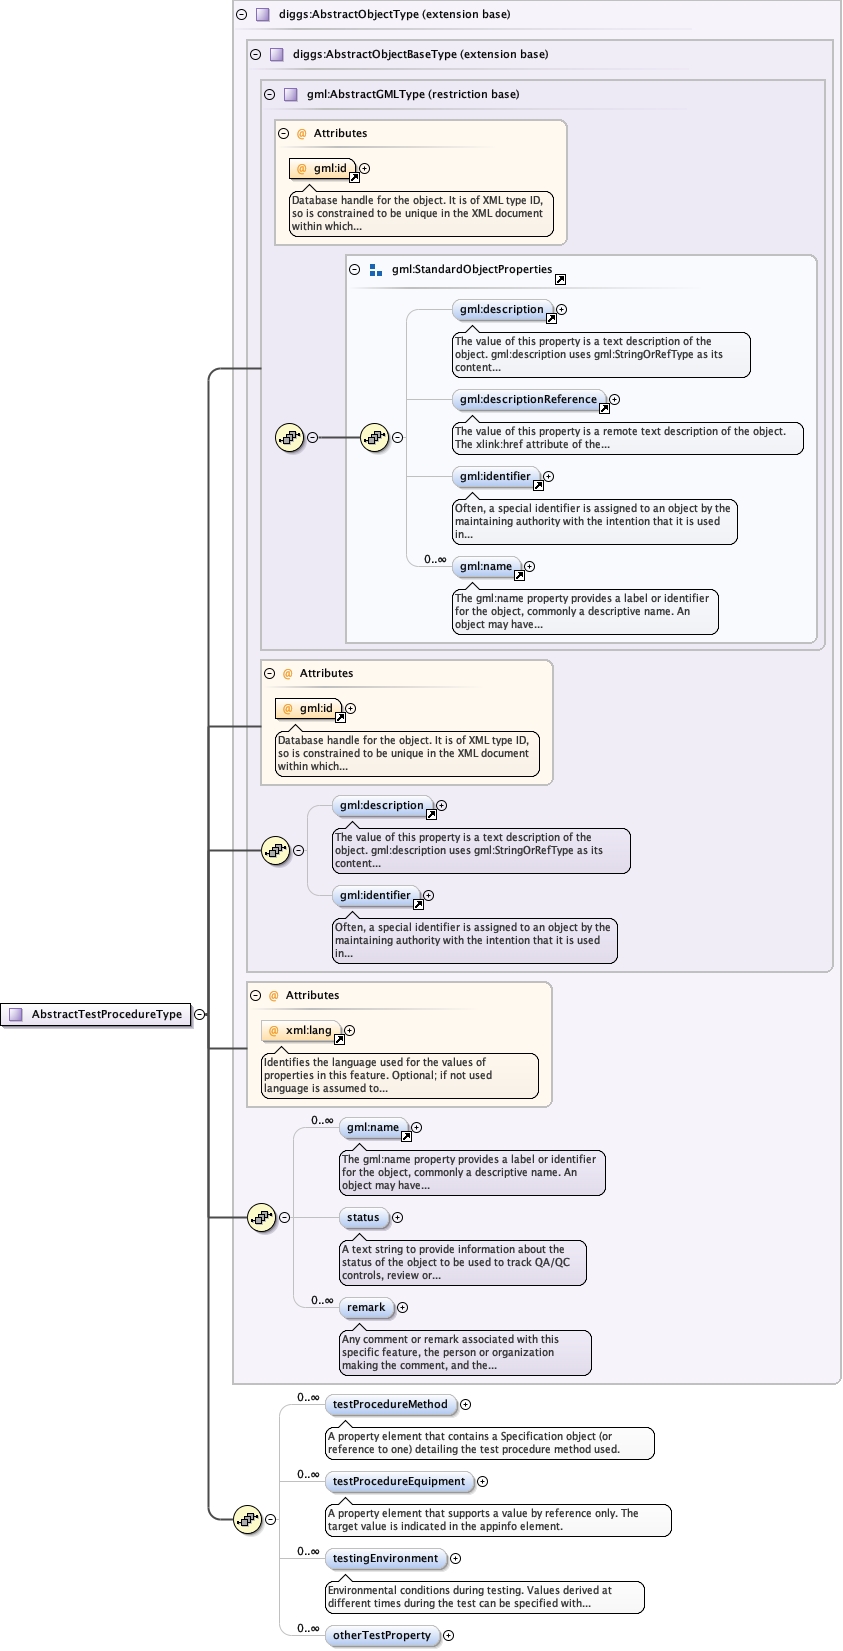 diggs:AbstractObjectType (extension base)
diggs:AbstractObjectBaseType (extension base)
gml:AbstractGMLType (restriction base)
@ Attributes
@ gml:id
Database handle for the object. It is of XML type ID,
so is constrained to be unique in the XML document
within which...
gml:StandardObjectProperties
gml:description
The value of this property is a text description of the
object. gml:description uses gml:StringOrRefType as its
content...
gml:descriptionReference
The value of this property is a remote text description of the object.
The xlink:href attribute of the...
gml:identifier
Often, a special identifier is assigned to an object by the
maintaining authority with the intention that it is used
in...
0..∞
gml:name
The gml:name property provides a label or identifier
for the object, commonly a descriptive name. An
object may have...
@ Attributes
@ gml:id
Database handle for the object. It is of XML type ID,
so is constrained to be unique in the XML document
within which...
gml:description
The value of this property is a text description of the
object. gml:description uses gml:StringOrRefType as its
content...
gml:identifier
Often, a special identifier is assigned to an object by the
maintaining authority with the intention that it is used
in...
AbstractTestProcedureType
@ Attributes
@ xml:lang
Identifies the language used for the values of
properties in this feature. Optional; if not used
language is assumed to...
0..∞
gml:name
The gml:name property provides a label or identifier
for the object, commonly a descriptive name. An
object may have...
status
A text string to provide information about the
status of the object to be used to track QA/QC
controls, review or...
0..∞
remark
Any comment or remark associated with this
specific feature, the person or organization
making the comment, and the...
0..∞
testProcedureMethod
A property element that contains a Specification object (or
reference to one) detailing the test procedure method used.
0..∞
testProcedureEquipment
A property element that supports a value by reference only. The
target value is indicated in the appinfo element.
0..∞
testingEnvironment
Environmental conditions during testing. Values derived at
different times during the test can be specified with...
0..∞
otherTestProperty